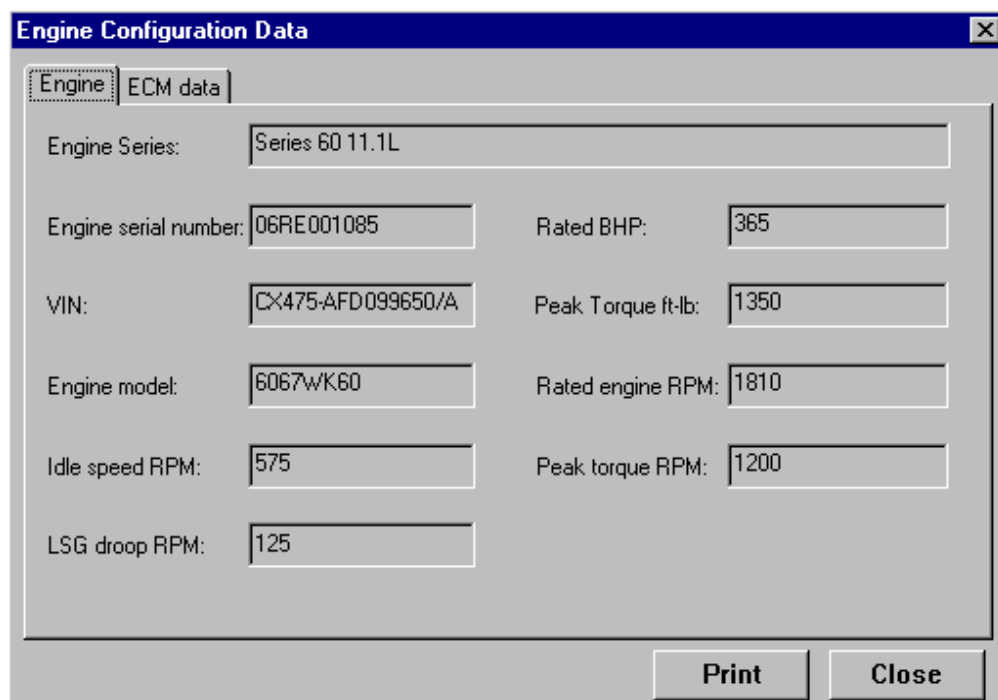 Engine Configuration Data
Engine ECM data
Engine Series: Series 60 11.1L
Engine serial number: 06RE001085 Rated BHP: 365
VIN: CX475-AFD099650/A Peak Torque ft-lb: 1350
Engine model: 6067WK60 Rated engine RPM: 1810
Idle speed RPM: 575 Peak torque RPM: 1200
LSG droop RPM: 125
Print Close